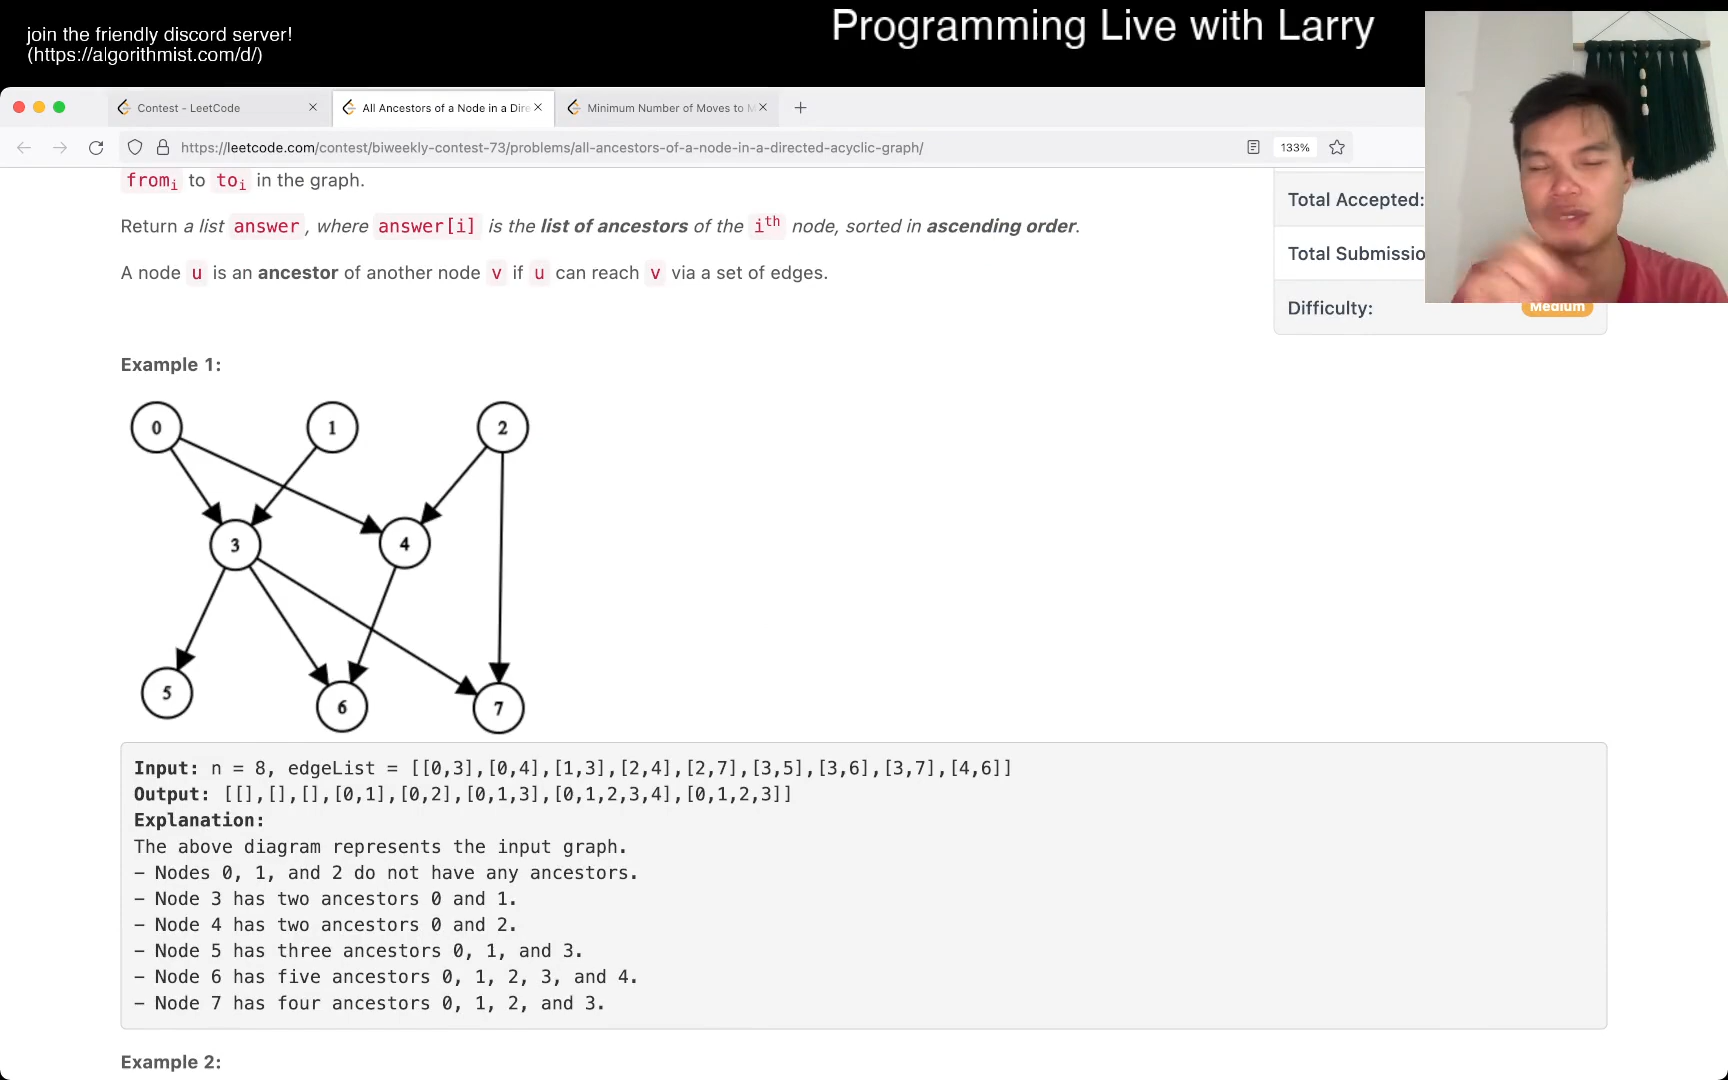 join the friendly discord server!
(https://algorithmist.com/d/)
Programming Live with Larry
Contest - LeetCode
All Ancestors of a Node in a Dire
Minimum Number of Moves to M
https://leetcode.com/contest/biweekly-contest-73/problems/all-ancestors-of-a-node-in-a-directed-acyclic-graph/
133%
fromi to toi in the graph.
Return a list answer, where answer[i] is the list of ancestors of the ith node, sorted in ascending order.
A node u is an ancestor of another node v if u can reach v via a set of edges.
Total Accepted:
Total Submissio
Difficulty:
Medium
Example 1:
0 1 2
3 4
5 6 7
Input: n = 8, edgeList = [[0,3],[0,4],[1,3],[2,4],[2,7],[3,5],[3,6],[3,7],[4,6]]
Output: [[],[],[],[0,1],[0,2],[0,1,3],[0,1,2,3,4],[0,1,2,3]]
Explanation:
The above diagram represents the input graph.
- Nodes 0, 1, and 2 do not have any ancestors.
- Node 3 has two ancestors 0 and 1.
- Node 4 has two ancestors 0 and 2.
- Node 5 has three ancestors 0, 1, and 3.
- Node 6 has five ancestors 0, 1, 2, 3, and 4.
- Node 7 has four ancestors 0, 1, 2, and 3.
Example 2: